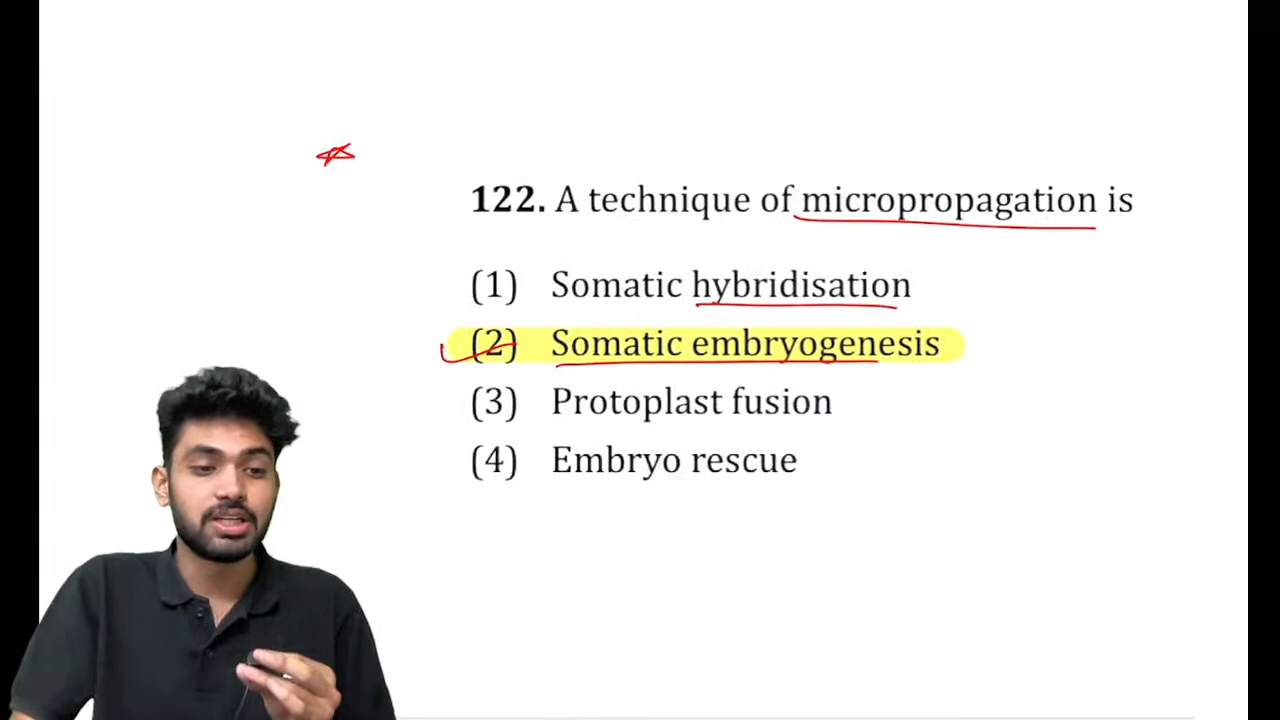 122. A technique of micropropagation is
(1) Somatic hybridisation
(2) Somatic embryogenesis
(3) Protoplast fusion
(4) Embryo rescue